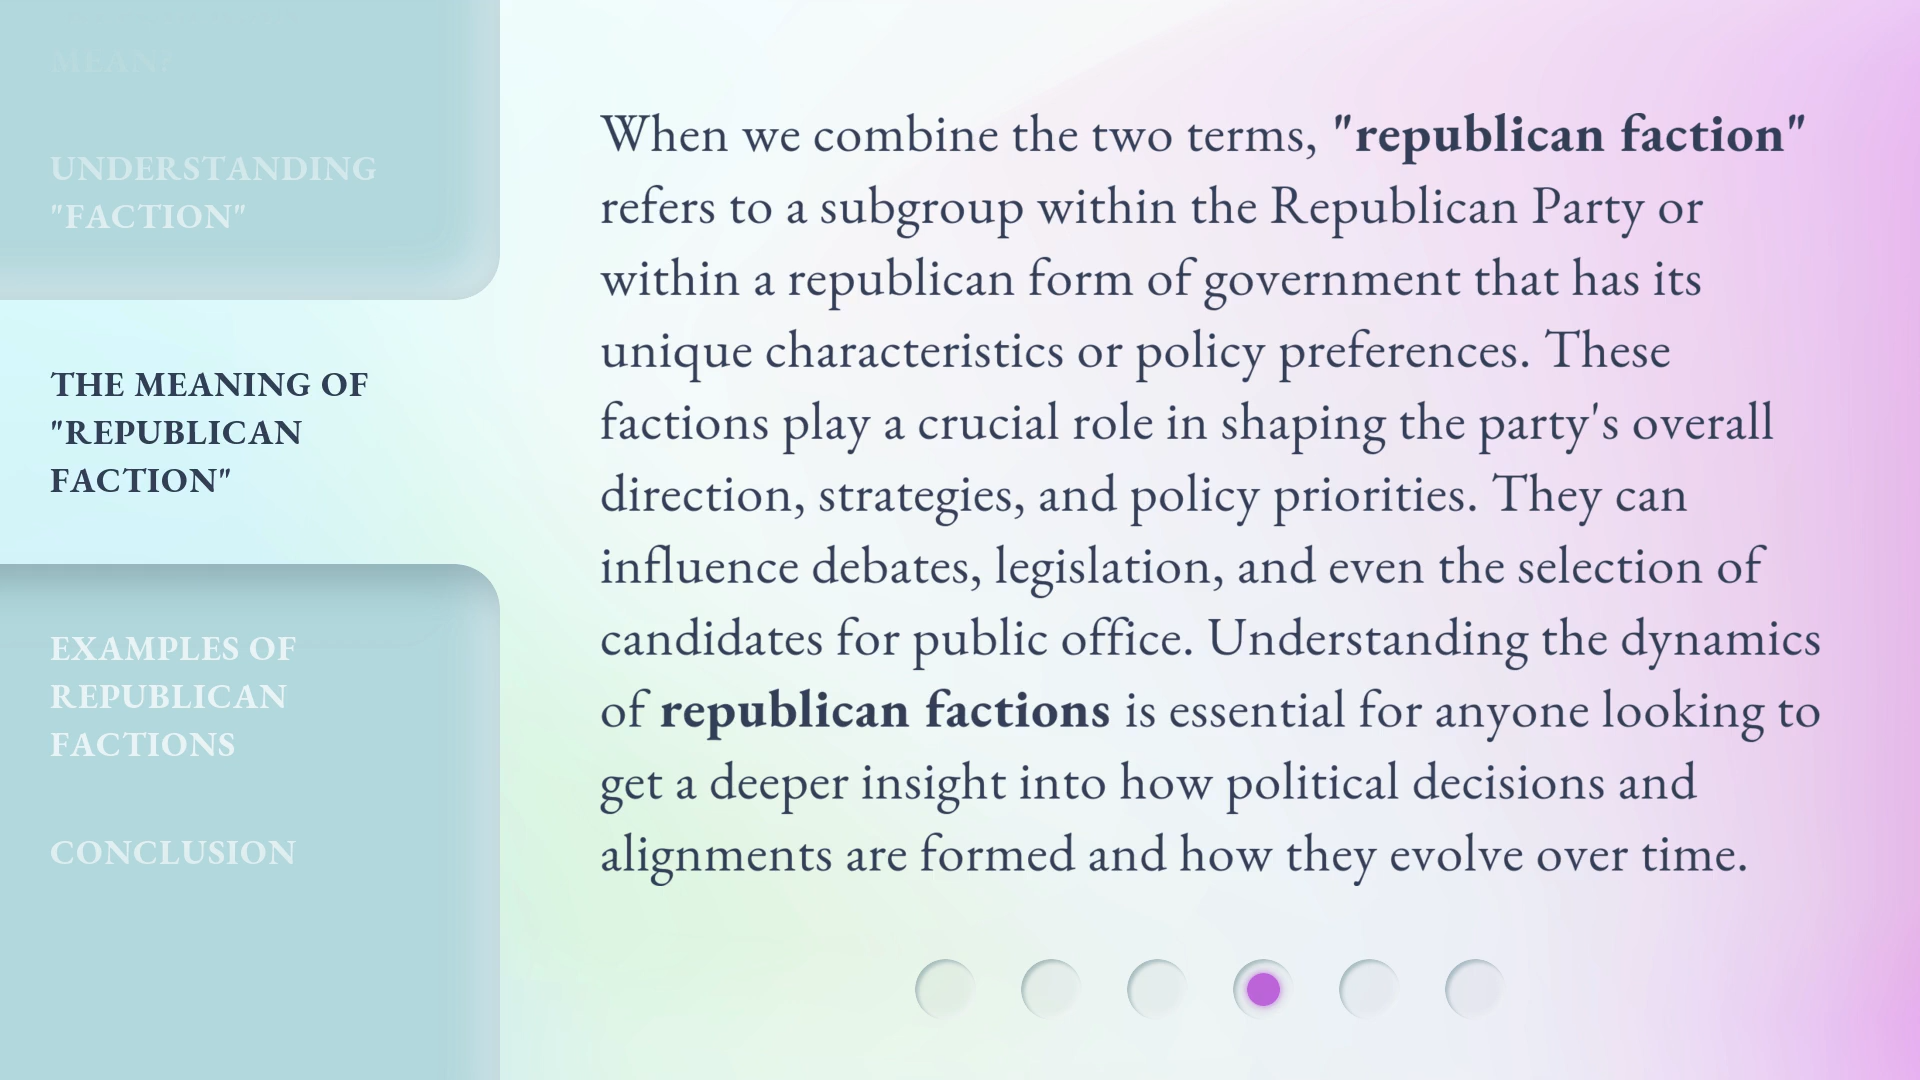 MEAN?
UNDERSTANDING
"FACTION"
THE MEANING OF
"REPUBLICAN
FACTION"
EXAMPLES OF
REPUBLICAN
FACTIONS
CONCLUSION
When we combine the two terms, "republican faction"
refers to a subgroup within the Republican Party or
within a republican form of government that has its
unique characteristics or policy preferences. These
factions play a crucial role in shaping the party's overall
direction, strategies, and policy priorities. They can
influence debates, legislation, and even the selection of
candidates for public office. Understanding the dynamics
of republican factions is essential for anyone looking to
get a deeper insight into how political decisions and
alignments are formed and how they evolve over time.